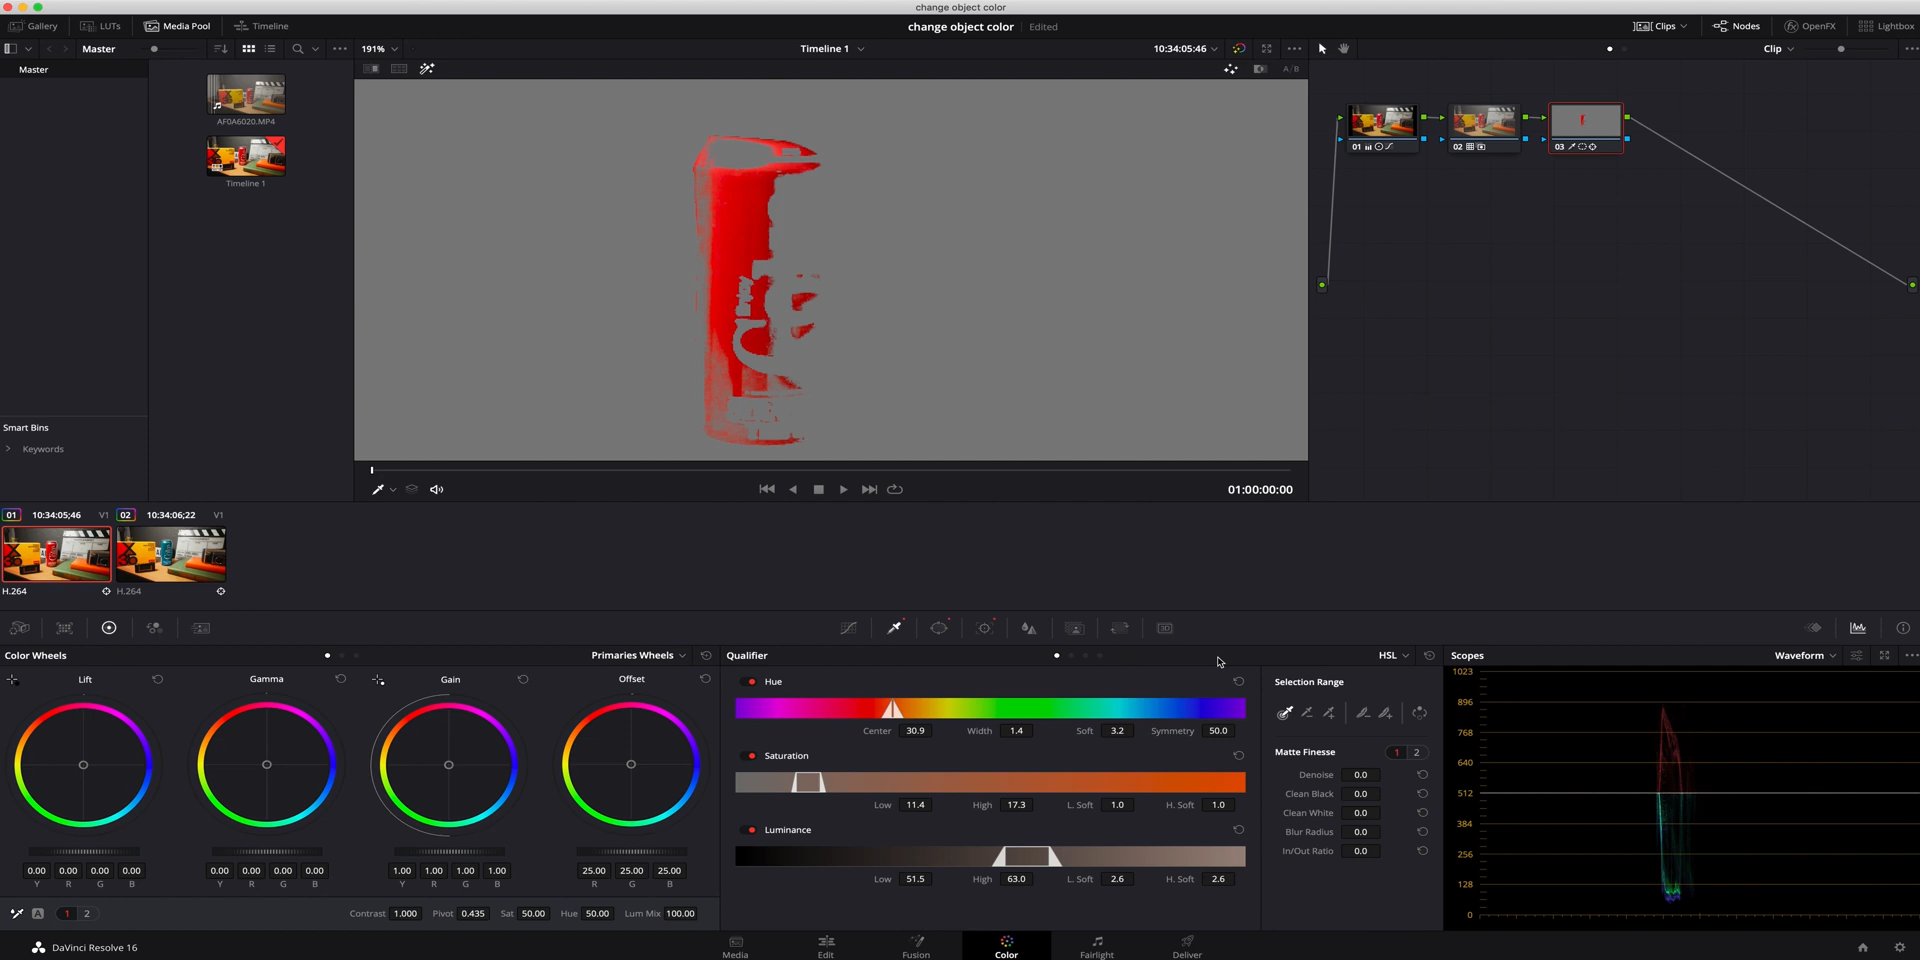 change object color
Gallery LUTs Media Pool Timeline change object color Edited Clips Nodes OpenFX Lightbox
Master 191% Timeline 1 10:34:05:46 Clip
Master A/B
AF0A6020.MP4
Timeline 1
Smart Bins
Keywords
01:00:00:00
01 02 03
01 10:34:05;46 V1 02 10:34:06;22 V1
H.264 H.264
Color Wheels Primaries Wheels Qualifier HSL Scopes Waveform
Lift Gamma Gain Offset
0.00 0.00 0.00 0.00 0.00 0.00 0.00 0.00 1.00 1.00 1.00 1.00 25.00 25.00 25.00
Y R G B Y R G B Y R G B R G B
A 1 2 Contrast 1.000 Pivot 0.435 Sat 50.00 Hue 50.00 Lum Mix 100.00
Hue
Center 30.9 Width 1.4 Soft 3.2 Symmetry 50.0
Saturation
Low 11.4 High 17.3 L. Soft 1.0 H. Soft 1.0
Luminance
Low 51.5 High 63.0 L. Soft 2.6 H. Soft 2.6
Selection Range
Matte Finesse 1 2
Denoise 0.0
Clean Black 0.0
Clean White 0.0
Blur Radius 0.0
In/Out Ratio 0.0
1023
896
768
640
512
384
256
128
0
DaVinci Resolve 16 Media Edit Fusion Color Fairlight Deliver